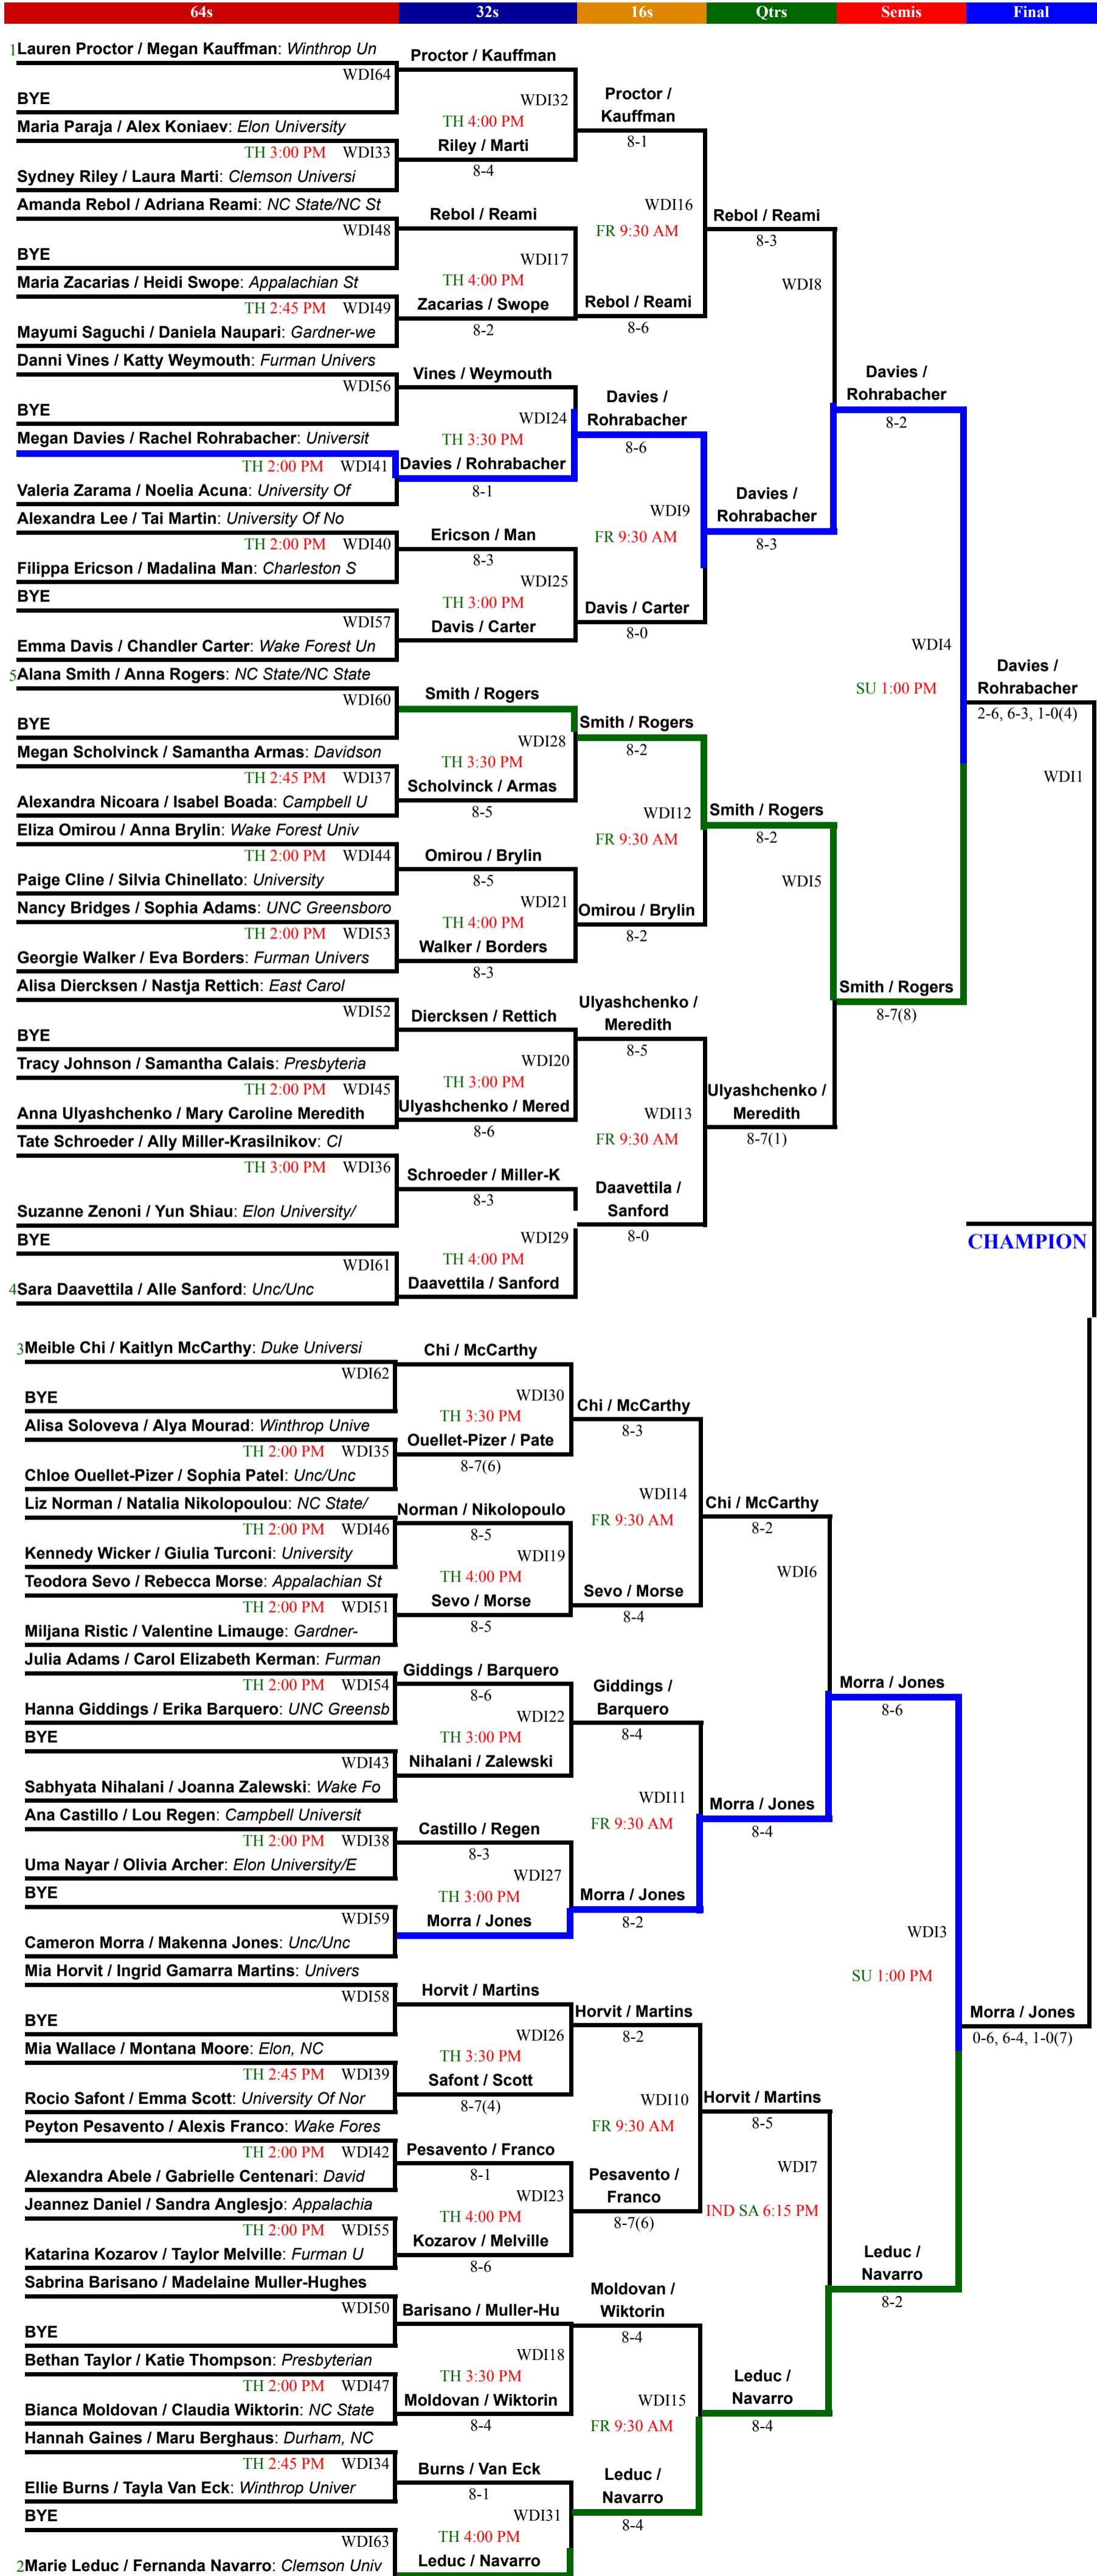 64s 32s 16s Qtrs Semis Final
1 Lauren Proctor / Megan Kauffman: Winthrop Un
WDI64
BYE
Maria Paraja / Alex Koniaev: Elon University
TH 3:00 PM WDI33
Sydney Riley / Laura Marti: Clemson Universi
Amanda Rebol / Adriana Reami: NC State/NC St
WDI48
BYE
Maria Zacarias / Heidi Swope: Appalachian St
TH 2:45 PM WDI49
Mayumi Saguchi / Daniela Naupari: Gardner-we
Danni Vines / Katty Weymouth: Furman Univers
WDI56
BYE
Megan Davies / Rachel Rohrabacher: Universit
TH 2:00 PM WDI41
Valeria Zarama / Noelia Acuna: University Of
Alexandra Lee / Tai Martin: University Of No
TH 2:00 PM WDI40
Filippa Ericson / Madalina Man: Charleston S
BYE
WDI57
Emma Davis / Chandler Carter: Wake Forest Un
5 Alana Smith / Anna Rogers: NC State/NC State
WDI60
BYE
Megan Scholvinck / Samantha Armas: Davidson
TH 2:45 PM WDI37
Alexandra Nicoara / Isabel Boada: Campbell U
Eliza Omirou / Anna Brylin: Wake Forest Univ
TH 2:00 PM WDI44
Paige Cline / Silvia Chinellato: University
Nancy Bridges / Sophia Adams: UNC Greensboro
TH 2:00 PM WDI53
Georgie Walker / Eva Borders: Furman Univers
Alisa Diercksen / Nastja Rettich: East Carol
WDI52
BYE
Tracy Johnson / Samantha Calais: Presbyteria
TH 2:00 PM WDI45
Anna Ulyashchenko / Mary Caroline Meredith
Tate Schroeder / Ally Miller-Krasilnikov: Cl
TH 3:00 PM WDI36
Suzanne Zenoni / Yun Shiau: Elon University/
BYE
WDI61
4 Sara Daavettila / Alle Sanford: Unc/Unc
3 Meible Chi / Kaitlyn McCarthy: Duke Universi
WDI62
BYE
Alisa Soloveva / Alya Mourad: Winthrop Unive
TH 2:00 PM WDI35
Chloe Ouellet-Pizer / Sophia Patel: Unc/Unc
Liz Norman / Natalia Nikolopoulou: NC State/
TH 2:00 PM WDI46
Kennedy Wicker / Giulia Turconi: University
Teodora Sevo / Rebecca Morse: Appalachian St
TH 2:00 PM WDI51
Miljana Ristic / Valentine Limauge: Gardner-
Julia Adams / Carol Elizabeth Kerman: Furman
TH 2:00 PM WDI54
Hanna Giddings / Erika Barquero: UNC Greensb
BYE
WDI43
Sabhyata Nihalani / Joanna Zalewski: Wake Fo
Ana Castillo / Lou Regen: Campbell Universit
TH 2:00 PM WDI38
Uma Nayar / Olivia Archer: Elon University/E
BYE
WDI59
Cameron Morra / Makenna Jones: Unc/Unc
Mia Horvit / Ingrid Gamarra Martins: Univers
WDI58
BYE
Mia Wallace / Montana Moore: Elon, NC
TH 2:45 PM WDI39
Rocio Safont / Emma Scott: University Of Nor
Peyton Pesavento / Alexis Franco: Wake Fores
TH 2:00 PM WDI42
Alexandra Abele / Gabrielle Centenari: David
Jeannez Daniel / Sandra Anglesjo: Appalachia
TH 2:00 PM WDI55
Katarina Kozarov / Taylor Melville: Furman U
Sabrina Barisano / Madelaine Muller-Hughes
WDI50
BYE
Bethan Taylor / Katie Thompson: Presbyterian
TH 2:00 PM WDI47
Bianca Moldovan / Claudia Wiktorin: NC State
Hannah Gaines / Maru Berghaus: Durham, NC
TH 2:45 PM WDI34
Ellie Burns / Tayla Van Eck: Winthrop Univer
BYE
WDI63
2 Marie Leduc / Fernanda Navarro: Clemson Univ
Proctor / Kauffman
WDI32
TH 4:00 PM
Riley / Marti
8-4
Rebol / Reami
WDI17
TH 4:00 PM
Zacarias / Swope
8-2
Vines / Weymouth
WDI24
TH 3:30 PM
Davies / Rohrabacher
8-1
Ericson / Man
8-3
WDI25
TH 3:00 PM
Davis / Carter
Smith / Rogers
WDI28
TH 3:30 PM
Scholvinck / Armas
8-5
Omirou / Brylin
8-5
WDI21
TH 4:00 PM
Walker / Borders
8-3
Diercksen / Rettich
WDI20
TH 3:00 PM
Ulyashchenko / Mered
8-6
Schroeder / Miller-K
8-3
WDI29
TH 4:00 PM
Daavettila / Sanford
Chi / McCarthy
WDI30
TH 3:30 PM
Ouellet-Pizer / Pate
8-7(6)
Norman / Nikolopoulo
8-5
WDI19
TH 4:00 PM
Sevo / Morse
8-5
Giddings / Barquero
8-6
WDI22
TH 3:00 PM
Nihalani / Zalewski
Castillo / Regen
8-3
WDI27
TH 3:00 PM
Morra / Jones
Horvit / Martins
WDI26
TH 3:30 PM
Safont / Scott
8-7(4)
Pesavento / Franco
8-1
WDI23
TH 4:00 PM
Kozarov / Melville
8-6
Barisano / Muller-Hu
WDI18
TH 3:30 PM
Moldovan / Wiktorin
8-4
Burns / Van Eck
8-1
WDI31
TH 4:00 PM
Leduc / Navarro
Proctor /
Kauffman
8-1
WDI16
FR 9:30 AM
Rebol / Reami
8-6
Davies /
Rohrabacher
8-6
WDI9
FR 9:30 AM
Davis / Carter
8-0
Smith / Rogers
8-2
WDI12
FR 9:30 AM
Omirou / Brylin
8-2
Ulyashchenko /
Meredith
8-5
WDI13
FR 9:30 AM
Daavettila /
Sanford
8-0
Chi / McCarthy
8-3
WDI14
FR 9:30 AM
Sevo / Morse
8-4
Giddings /
Barquero
8-4
WDI11
FR 9:30 AM
Morra / Jones
8-2
Horvit / Martins
8-2
WDI10
FR 9:30 AM
Pesavento /
Franco
8-7(6)
Moldovan /
Wiktorin
8-4
WDI15
FR 9:30 AM
Leduc /
Navarro
8-4
Rebol / Reami
8-3
WDI8
Davies /
Rohrabacher
8-3
Smith / Rogers
8-2
WDI5
Ulyashchenko /
Meredith
8-7(1)
Chi / McCarthy
8-2
WDI6
Morra / Jones
8-4
Horvit / Martins
8-5
WDI7
IND SA 6:15 PM
Leduc /
Navarro
8-4
Davies /
Rohrabacher
8-2
WDI4
SU 1:00 PM
Smith / Rogers
8-7(8)
Morra / Jones
8-6
WDI3
SU 1:00 PM
Leduc /
Navarro
8-2
Davies /
Rohrabacher
2-6, 6-3, 1-0(4)
WDI1
CHAMPION
Morra / Jones
0-6, 6-4, 1-0(7)